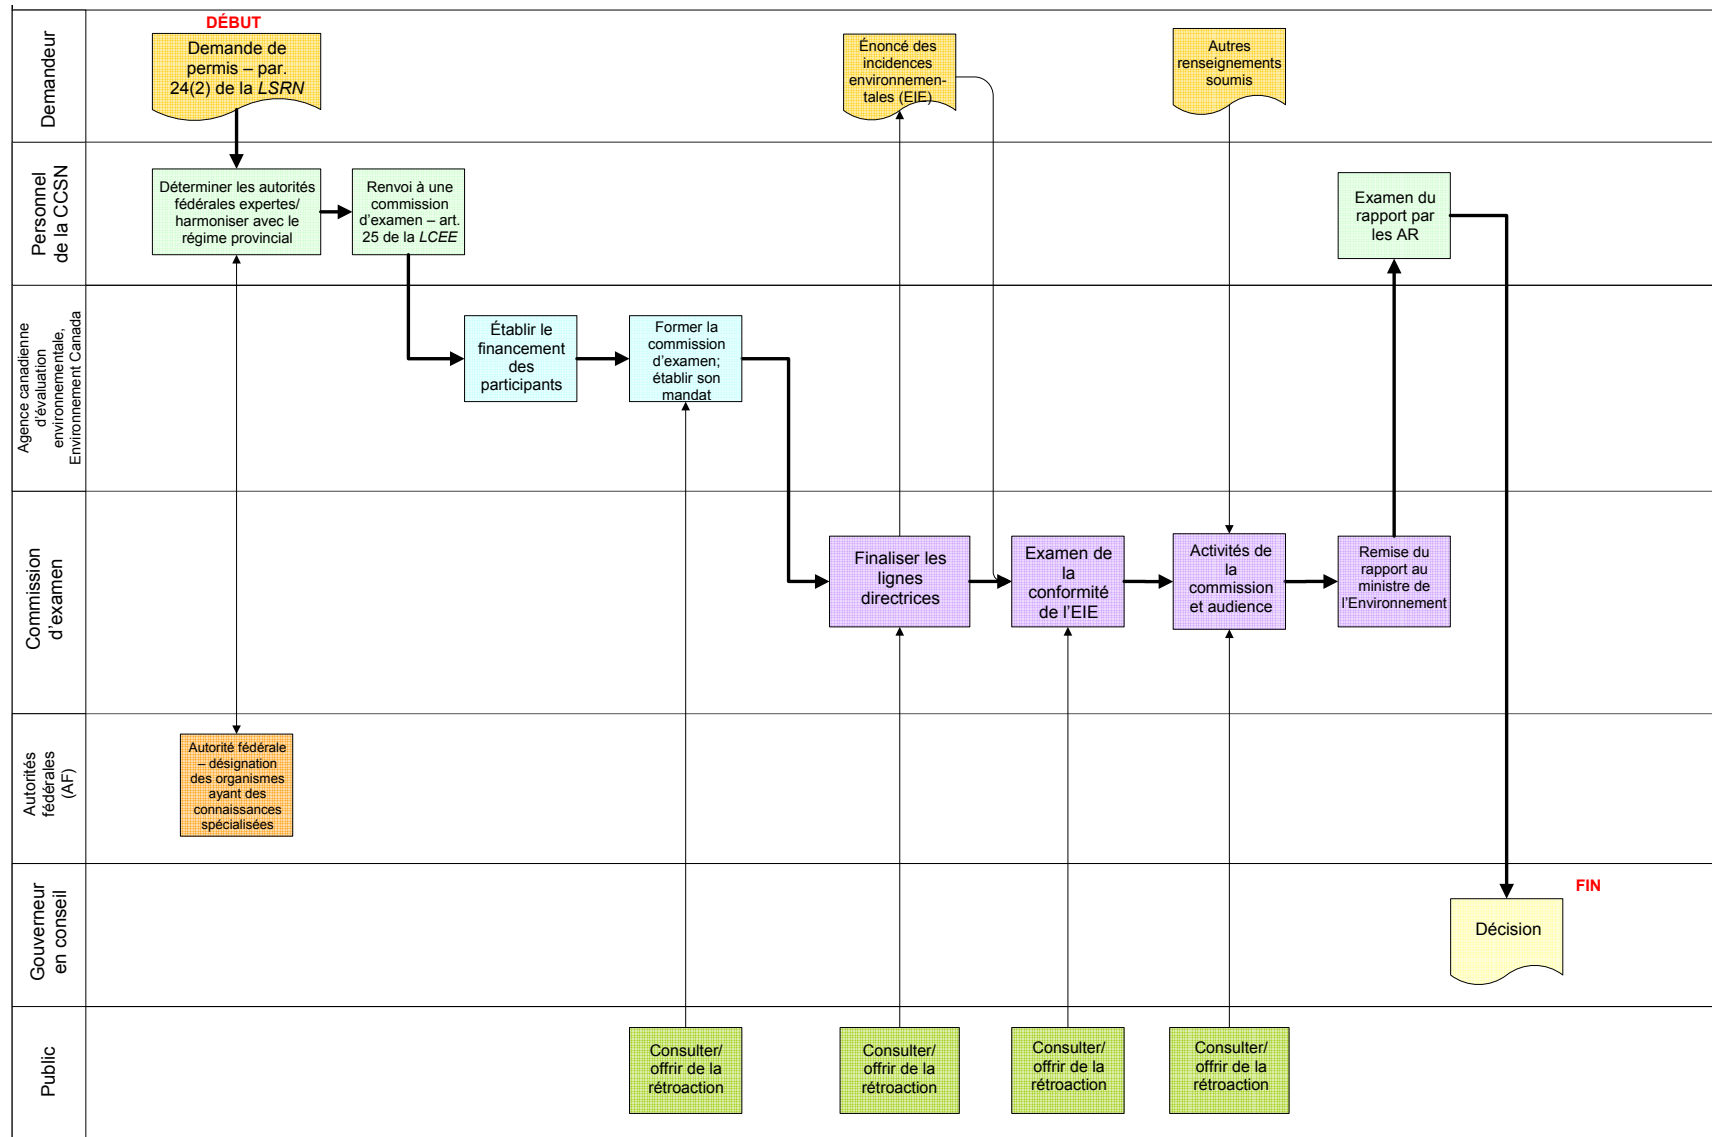 DÉBUT
Demandeur
Demande de
permis – par.
24(2) de la LSRN
Énoncé des
incidences
environnemen-
tales (EIE)
Autres
renseignements
soumis
Personnel
de la CCSN
Déterminer les autorités
fédérales expertes/
harmoniser avec le
régime provincial
Renvoi à une
commission
d’examen – art.
25 de la LCEE
Examen du
rapport par
les AR
Agence canadienne
d’évaluation
environnementale,
Environnement Canada
Établir le
financement
des
participants
Former la
commission
d’examen;
établir son
mandat
Commission
d’examen
Finaliser les
lignes
directrices
Examen de
la
conformité
de l’EIE
Activités de
la
commission
et audience
Remise du
rapport au
ministre de
l’Environnement
Autorités
fédérales
(AF)
Autorité fédérale
– désignation
des organismes
ayant des
connaissances
spécialisées
Gouverneur
en conseil
FIN
Décision
Public
Consulter/
offrir de la
rétroaction
Consulter/
offrir de la
rétroaction
Consulter/
offrir de la
rétroaction
Consulter/
offrir de la
rétroaction